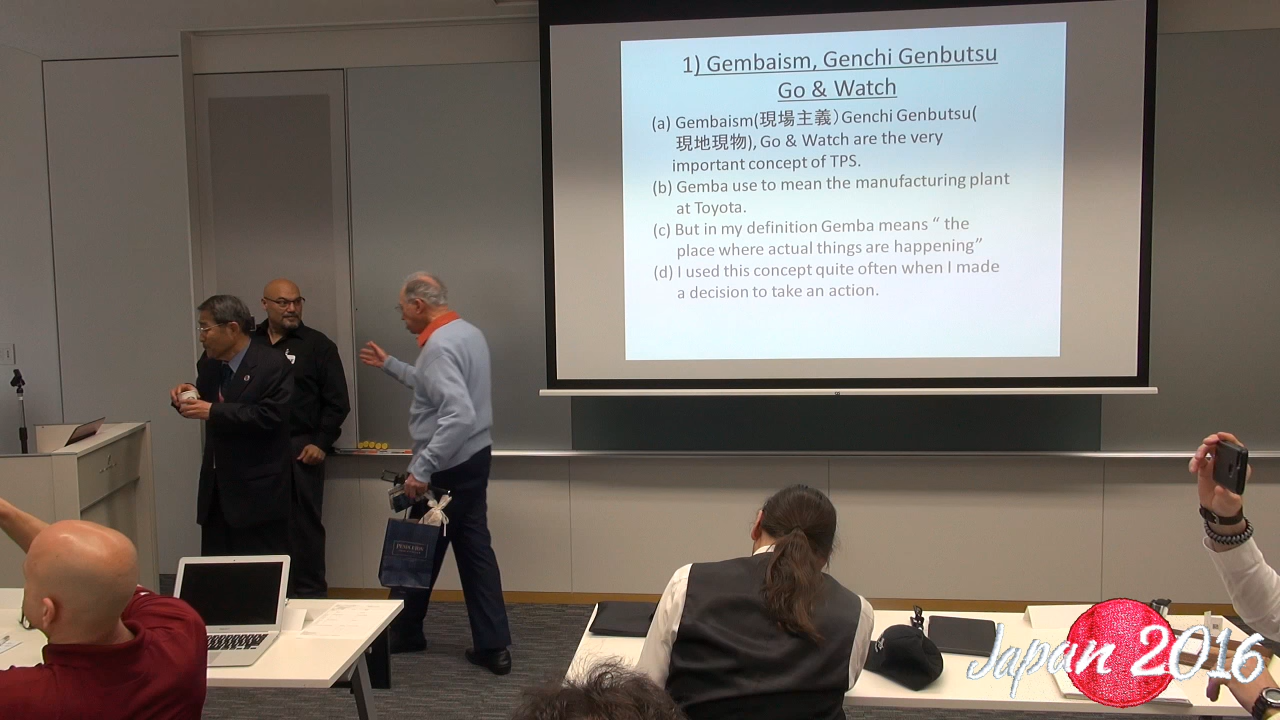 1) Gembaism, Genchi Genbutsu
Go & Watch
(a) Gembaism(現場主義)Genchi Genbutsu(
現地現物), Go & Watch are the very
important concept of TPS.
(b) Gemba use to mean the manufacturing plant
at Toyota.
(c) But in my definition Gemba means “ the
place where actual things are happening”
(d) I used this concept quite often when I made
a decision to take an action.
Japan 2016